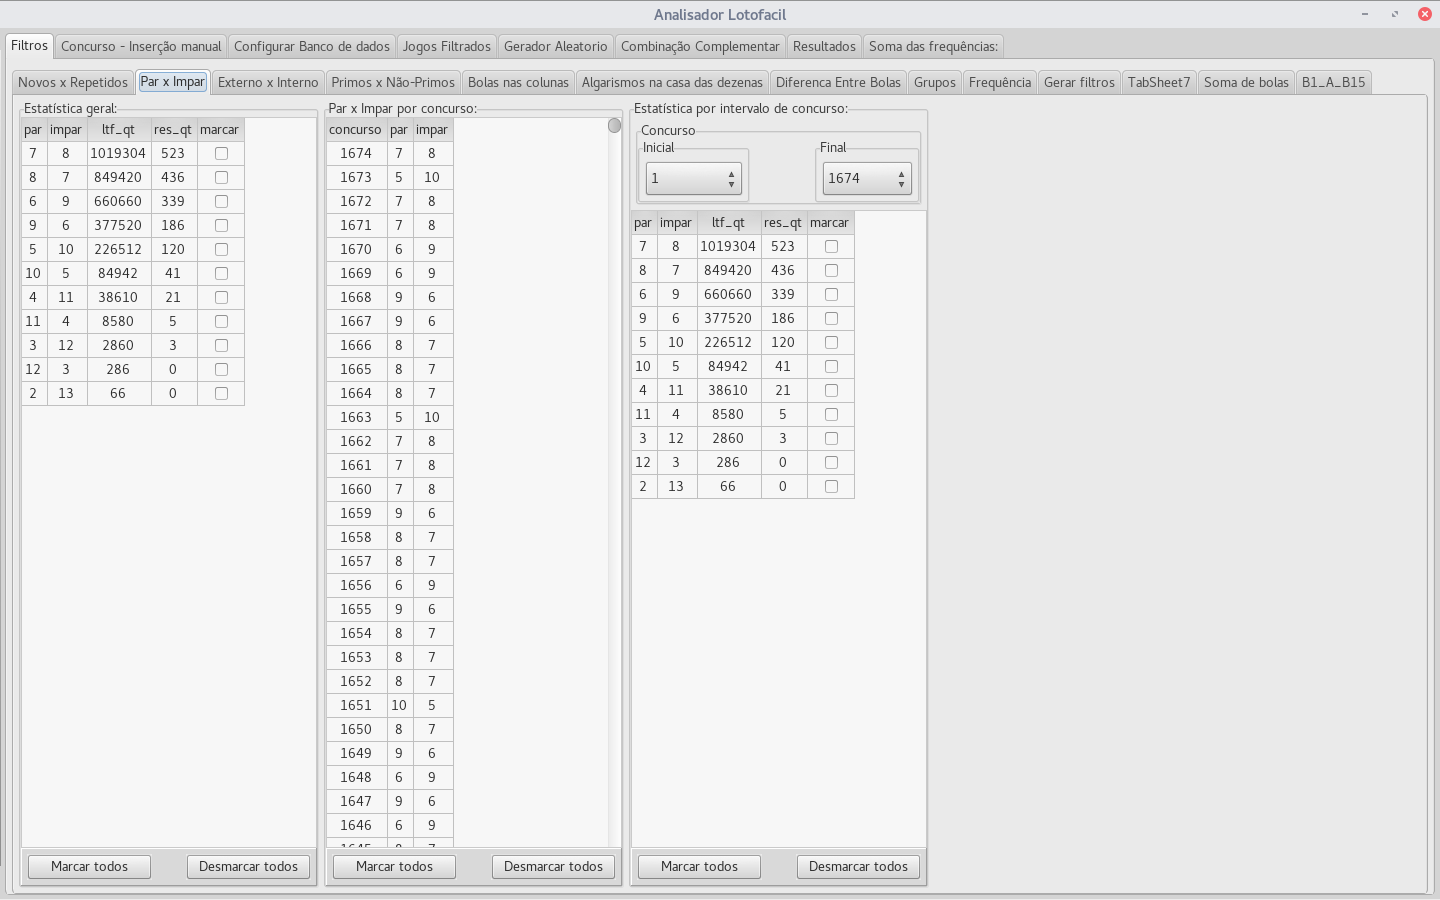 Analisador Lotofacil
Filtros Concurso - Inserção manual Configurar Banco de dados Jogos Filtrados Gerador Aleatorio Combinação Complementar Resultados Soma das frequências:
Novos x Repetidos Par x Impar Externo x Interno Primos x Não-Primos Bolas nas colunas Algarismos na casa das dezenas Diferenca Entre Bolas Grupos Frequência Gerar filtros TabSheet7 Soma de bolas B1_A_B15
Estatística geral:
par impar ltf_qt res_qt marcar
7 8 1019304 523
8 7 849420 436
6 9 660660 339
9 6 377520 186
5 10 226512 120
10 5 84942 41
4 11 38610 21
11 4 8580 5
3 12 2860 3
12 3 286 0
2 13 66 0
Marcar todos Desmarcar todos
Par x Impar por concurso:
concurso par impar
1674 7 8
1673 5 10
1672 7 8
1671 7 8
1670 6 9
1669 6 9
1668 9 6
1667 9 6
1666 8 7
1665 8 7
1664 8 7
1663 5 10
1662 7 8
1661 7 8
1660 7 8
1659 9 6
1658 8 7
1657 8 7
1656 6 9
1655 9 6
1654 8 7
1653 8 7
1652 8 7
1651 10 5
1650 8 7
1649 9 6
1648 6 9
1647 9 6
1646 6 9
Marcar todos Desmarcar todos
Estatística por intervalo de concurso:
Concurso
Inicial Final
1 1674
par impar ltf_qt res_qt marcar
7 8 1019304 523
8 7 849420 436
6 9 660660 339
9 6 377520 186
5 10 226512 120
10 5 84942 41
4 11 38610 21
11 4 8580 5
3 12 2860 3
12 3 286 0
2 13 66 0
Marcar todos Desmarcar todos